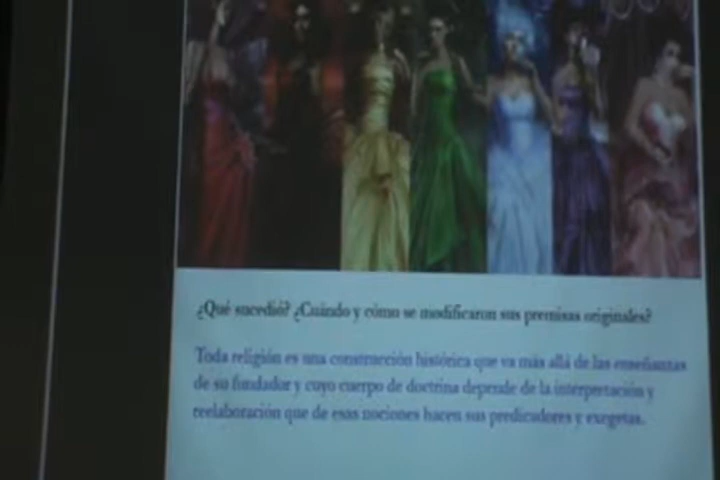 ¿Qué sucedió? ¿Cuándo y cómo se modificaron sus premisas originales?
Toda religión es una construcción histórica que va más allá de las enseñanzas
de su fundador y cuyo cuerpo de doctrina depende de la interpretación y
reelaboración que de esas nociones hacen sus predicadores y exegetas.